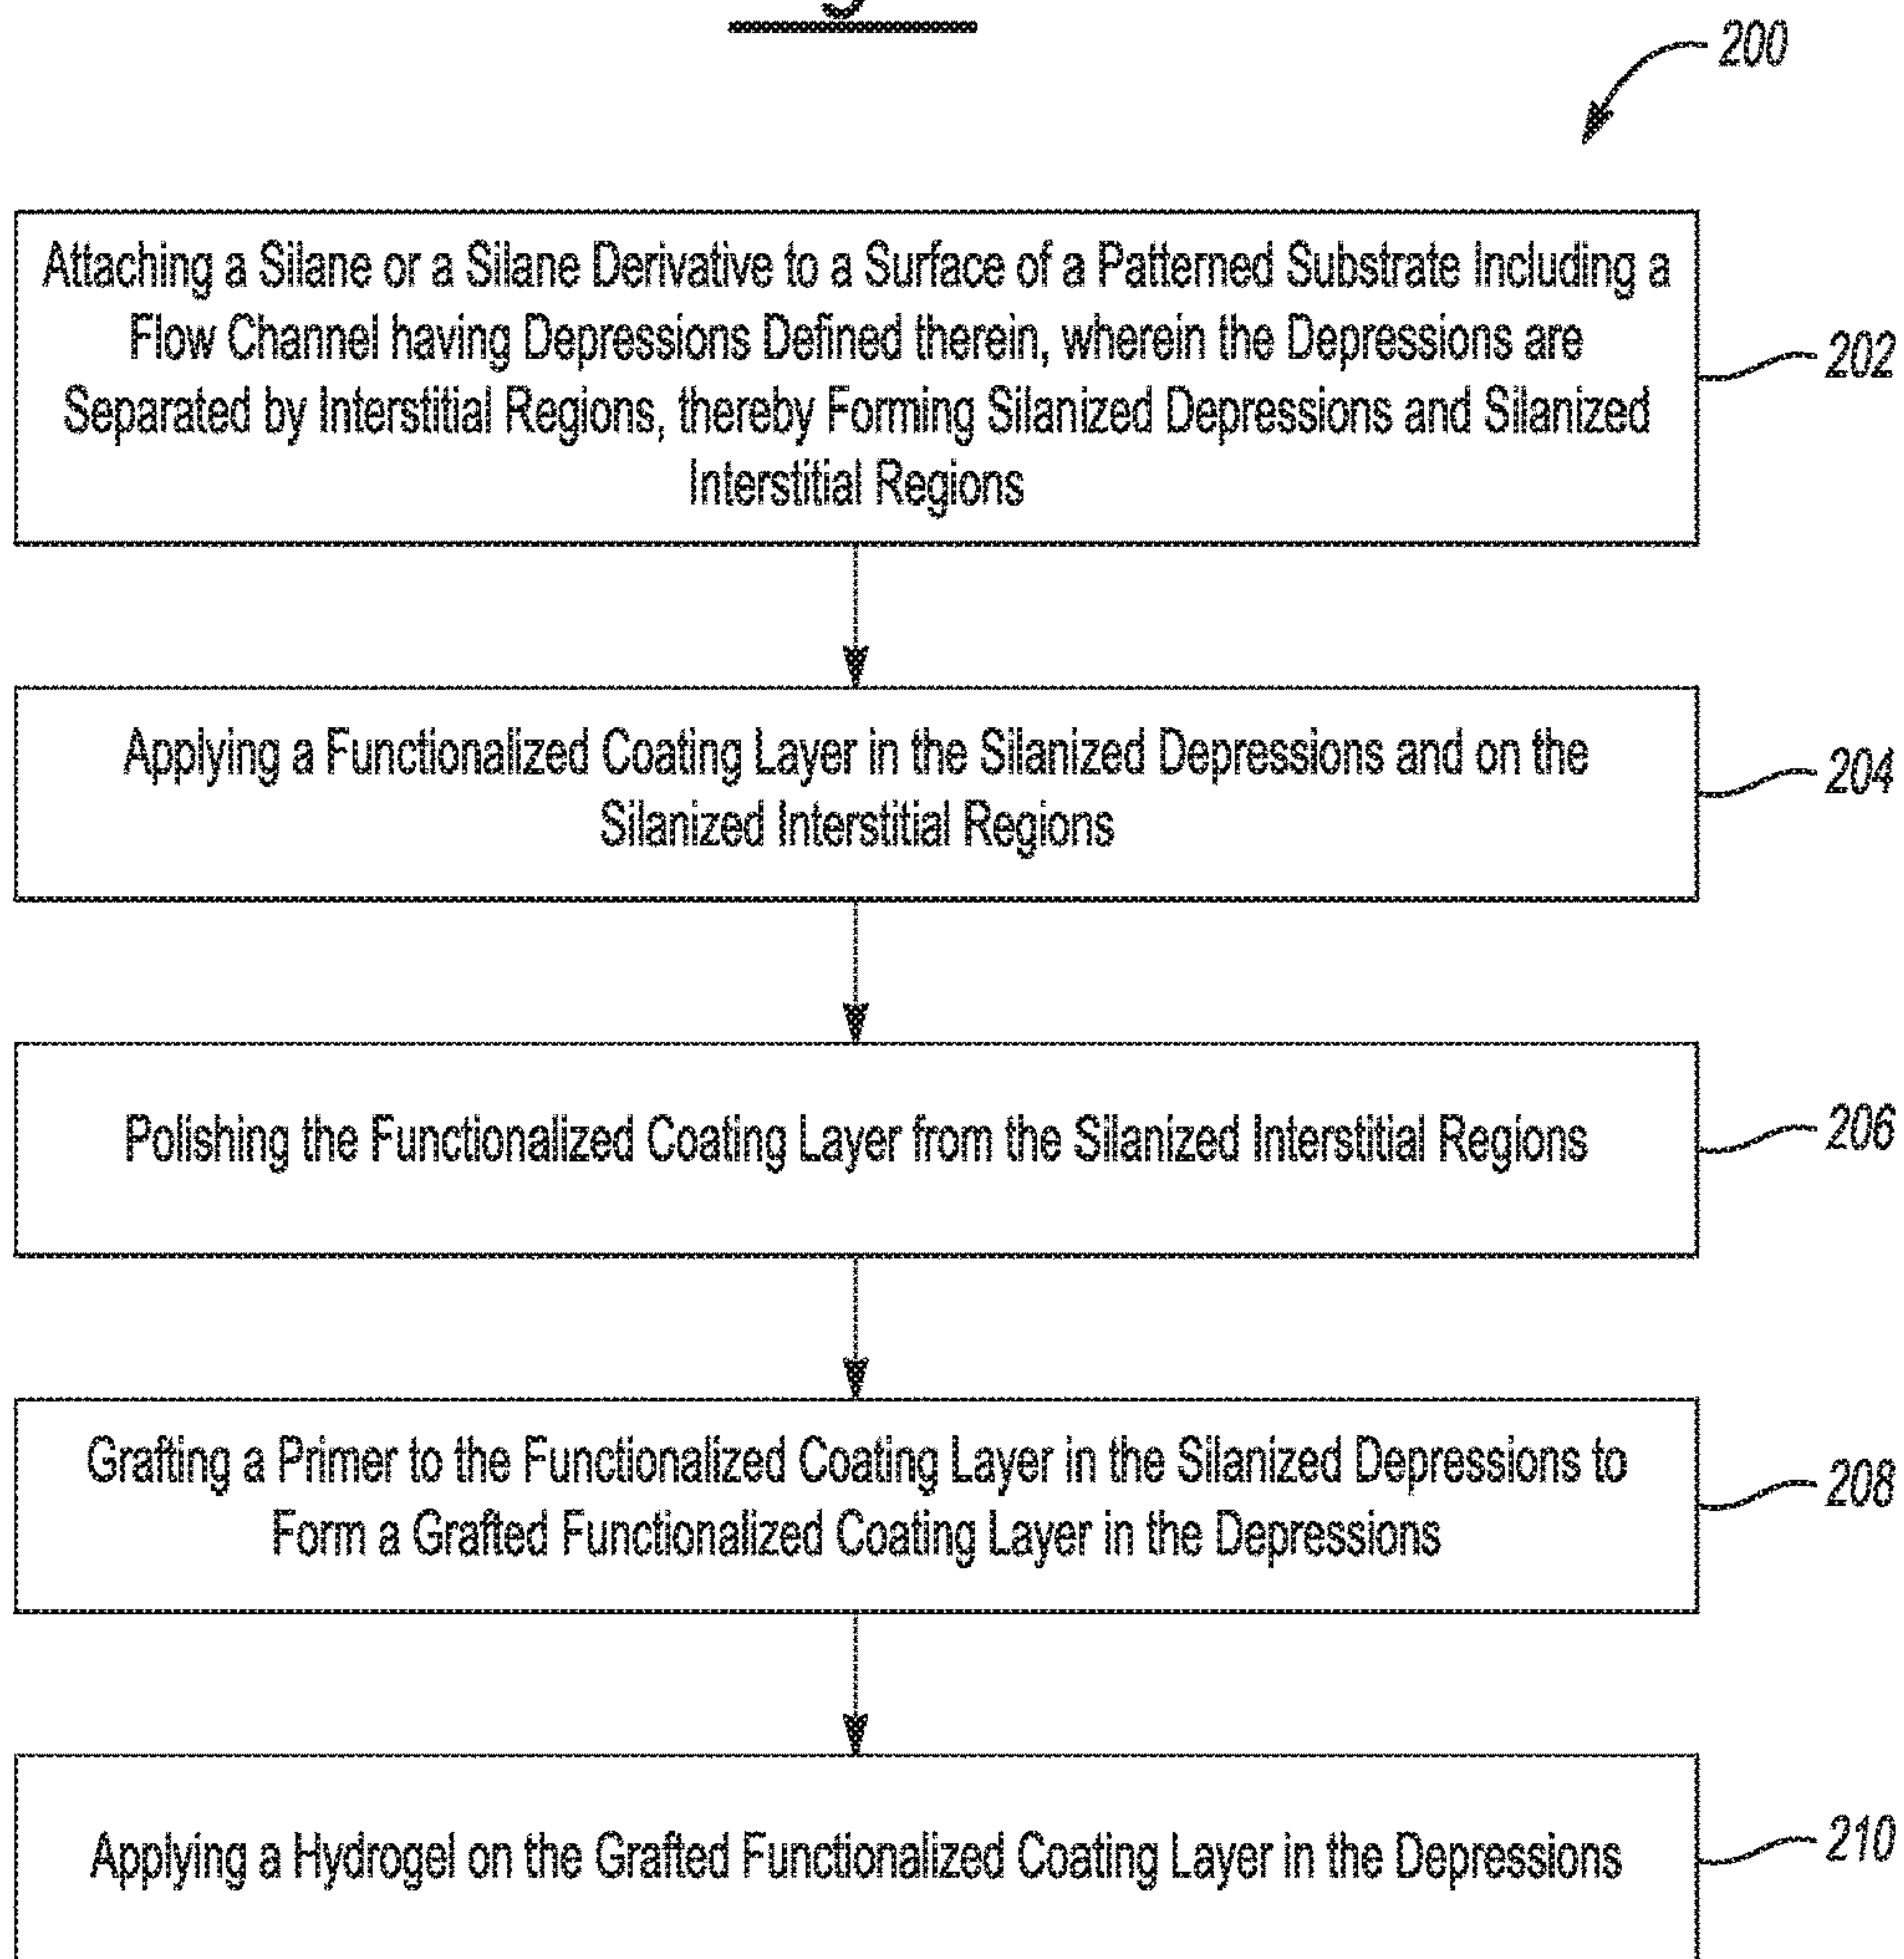 200
Attaching a Silane or a Silane Derivative to a Surface of a Patterned Substrate Including a
Flow Channel having Depressions Defined therein, wherein the Depressions are
Separated by Interstitial Regions, thereby Forming Silanized Depressions and Silanized
Interstitial Regions
202
Applying a Functionalized Coating Layer in the Silanized Depressions and on the
Silanized Interstitial Regions
204
Polishing the Functionalized Coating Layer from the Silanized Interstitial Regions
206
Grafting a Primer to the Functionalized Coating Layer in the Silanized Depressions to
Form a Grafted Functionalized Coating Layer in the Depressions
208
Applying a Hydrogel on the Grafted Functionalized Coating Layer in the Depressions
210